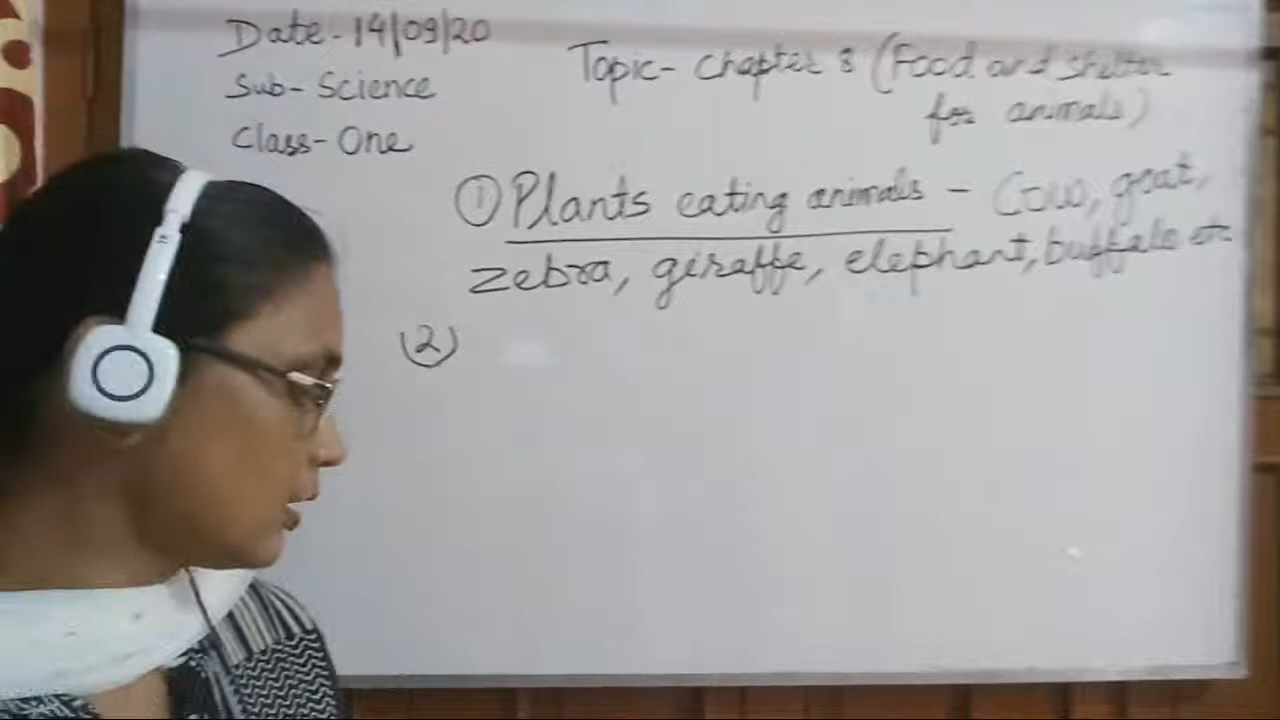 Date-14/09/20
Sub-Science
Class-One
Topic-Chapter 8 (Food and shelter
for animals)
① Plants eating animals - Cow, goat,
zebra, giraffe, elephant, buffalo etc
②